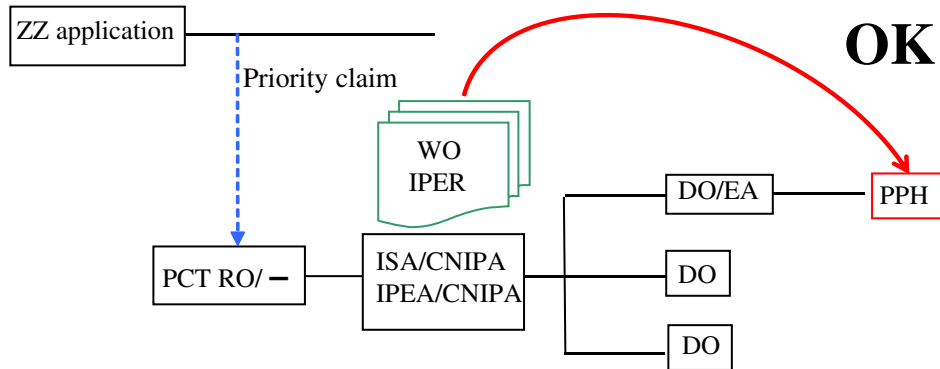 ZZ application
OK
Priority claim
WO
IPER
DO/EA
PPH
PCT RO/ –
ISA/CNIPA
IPEA/CNIPA
DO
DO